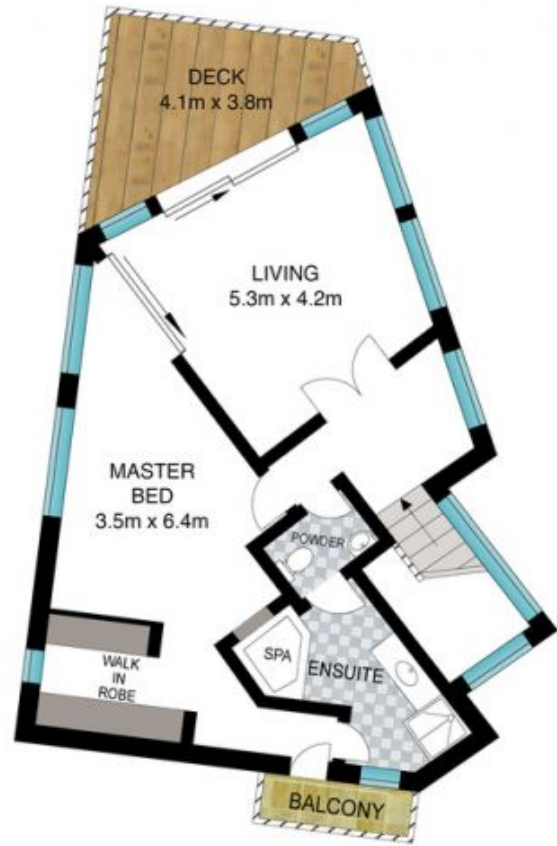 DECK
4.1m x 3.8m
LIVING
5.3m x 4.2m
MASTER
BED
3.5m x 6.4m
POWDER
SPA
ENSUITE
WALK
IN
ROBE
BALCONY